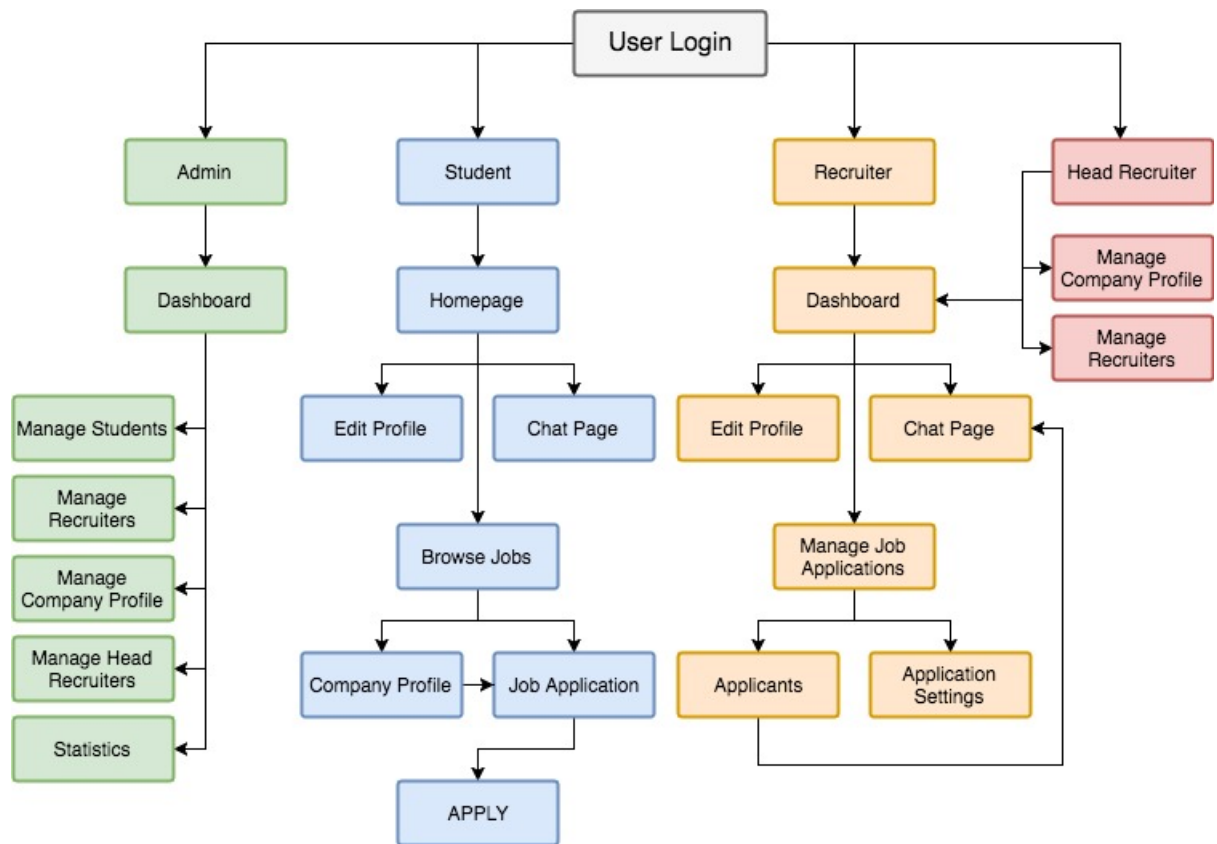 User Login
Admin
Student
Recruiter
Head Recruiter
Dashboard
Homepage
Dashboard
Manage
Company Profile
Manage
Recruiters
Manage Students
Edit Profile
Chat Page
Edit Profile
Chat Page
Manage
Recruiters
Browse Jobs
Manage Job
Applications
Manage
Company Profile
Manage Head
Recruiters
Company Profile
Job Application
Applicants
Application
Settings
Statistics
APPLY